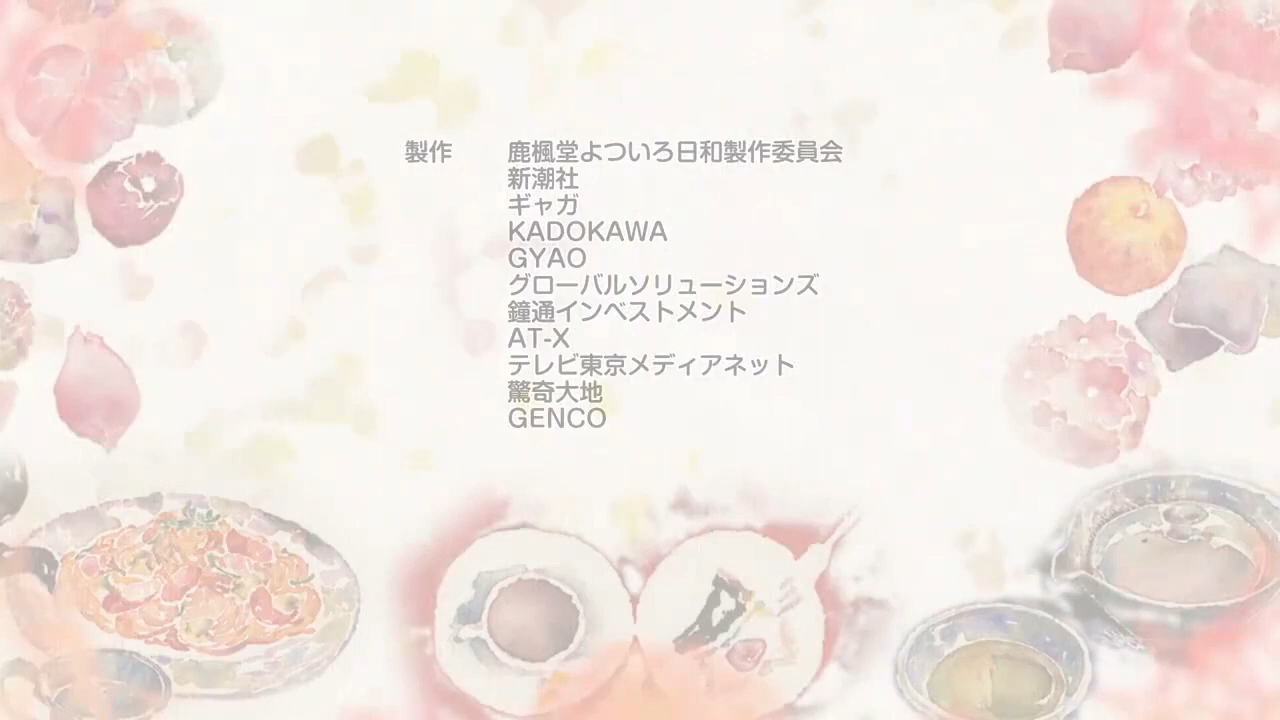 製作 鹿楓堂よついろ日和製作委員会
新潮社
ギャガ
KADOKAWA
GYAO
グローバルソリューションズ
鐘通インベストメント
AT-X
テレビ東京メディアネット
驚奇大地
GENCO